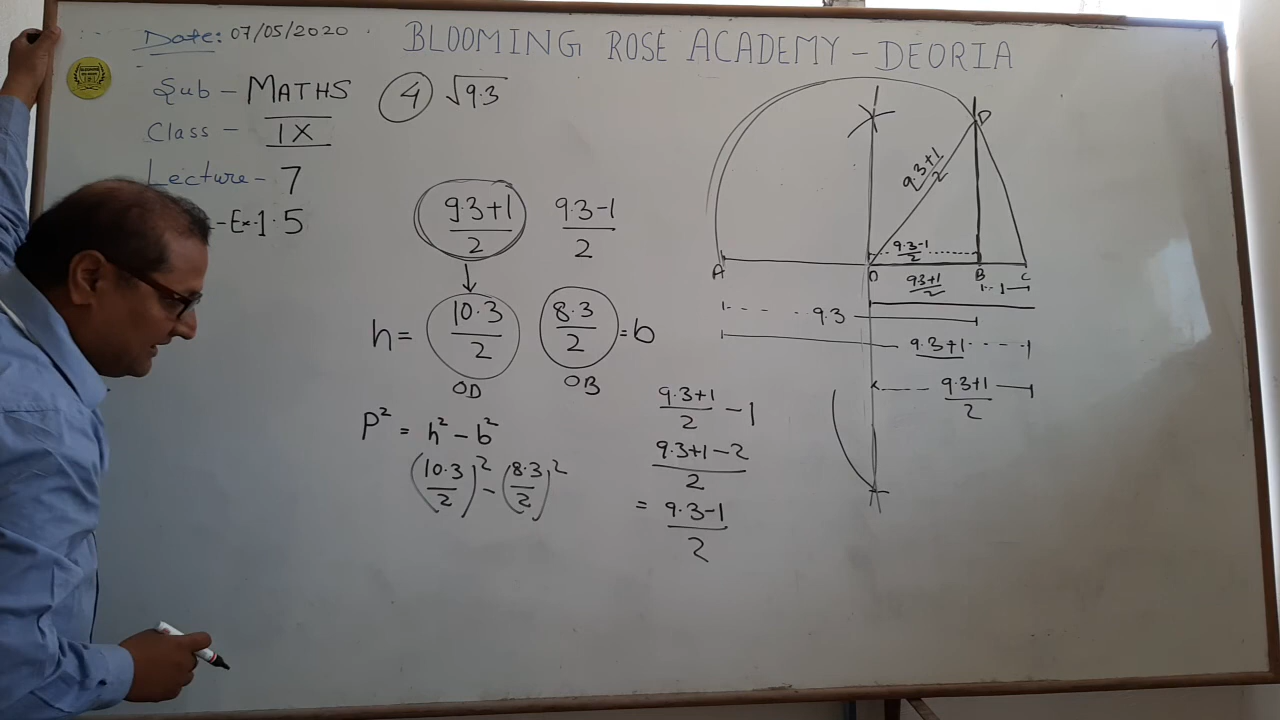 Date: 07/05/2020 .
BLOOMING ROSE ACADEMY - DEORIA
Sub - MATHS
Class - IX
Lecture - 7
- Ex-1.5
④ √9.3
(9.3+1)/2 (9.3-1)/2
h= (10.3)/2 (8.3)/2 = b
OD OB
P² = h² - b²
(10.3/2)² - (8.3/2)²
(9.3+1)/2 - 1
(9.3+1-2)/2
= (9.3-1)/2
D
(9.3+1)/2
(9.3-1)/2
A O B C
(9.3+1)/2 1
9.3
9.3+1
(9.3+1)/2